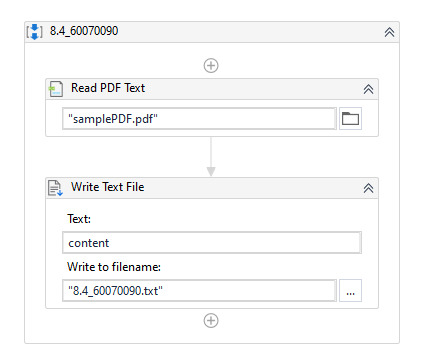 8.4_60070090
Read PDF Text
"samplePDF.pdf"
Write Text File
Text:
content
Write to filename:
"8.4_60070090.txt"
...